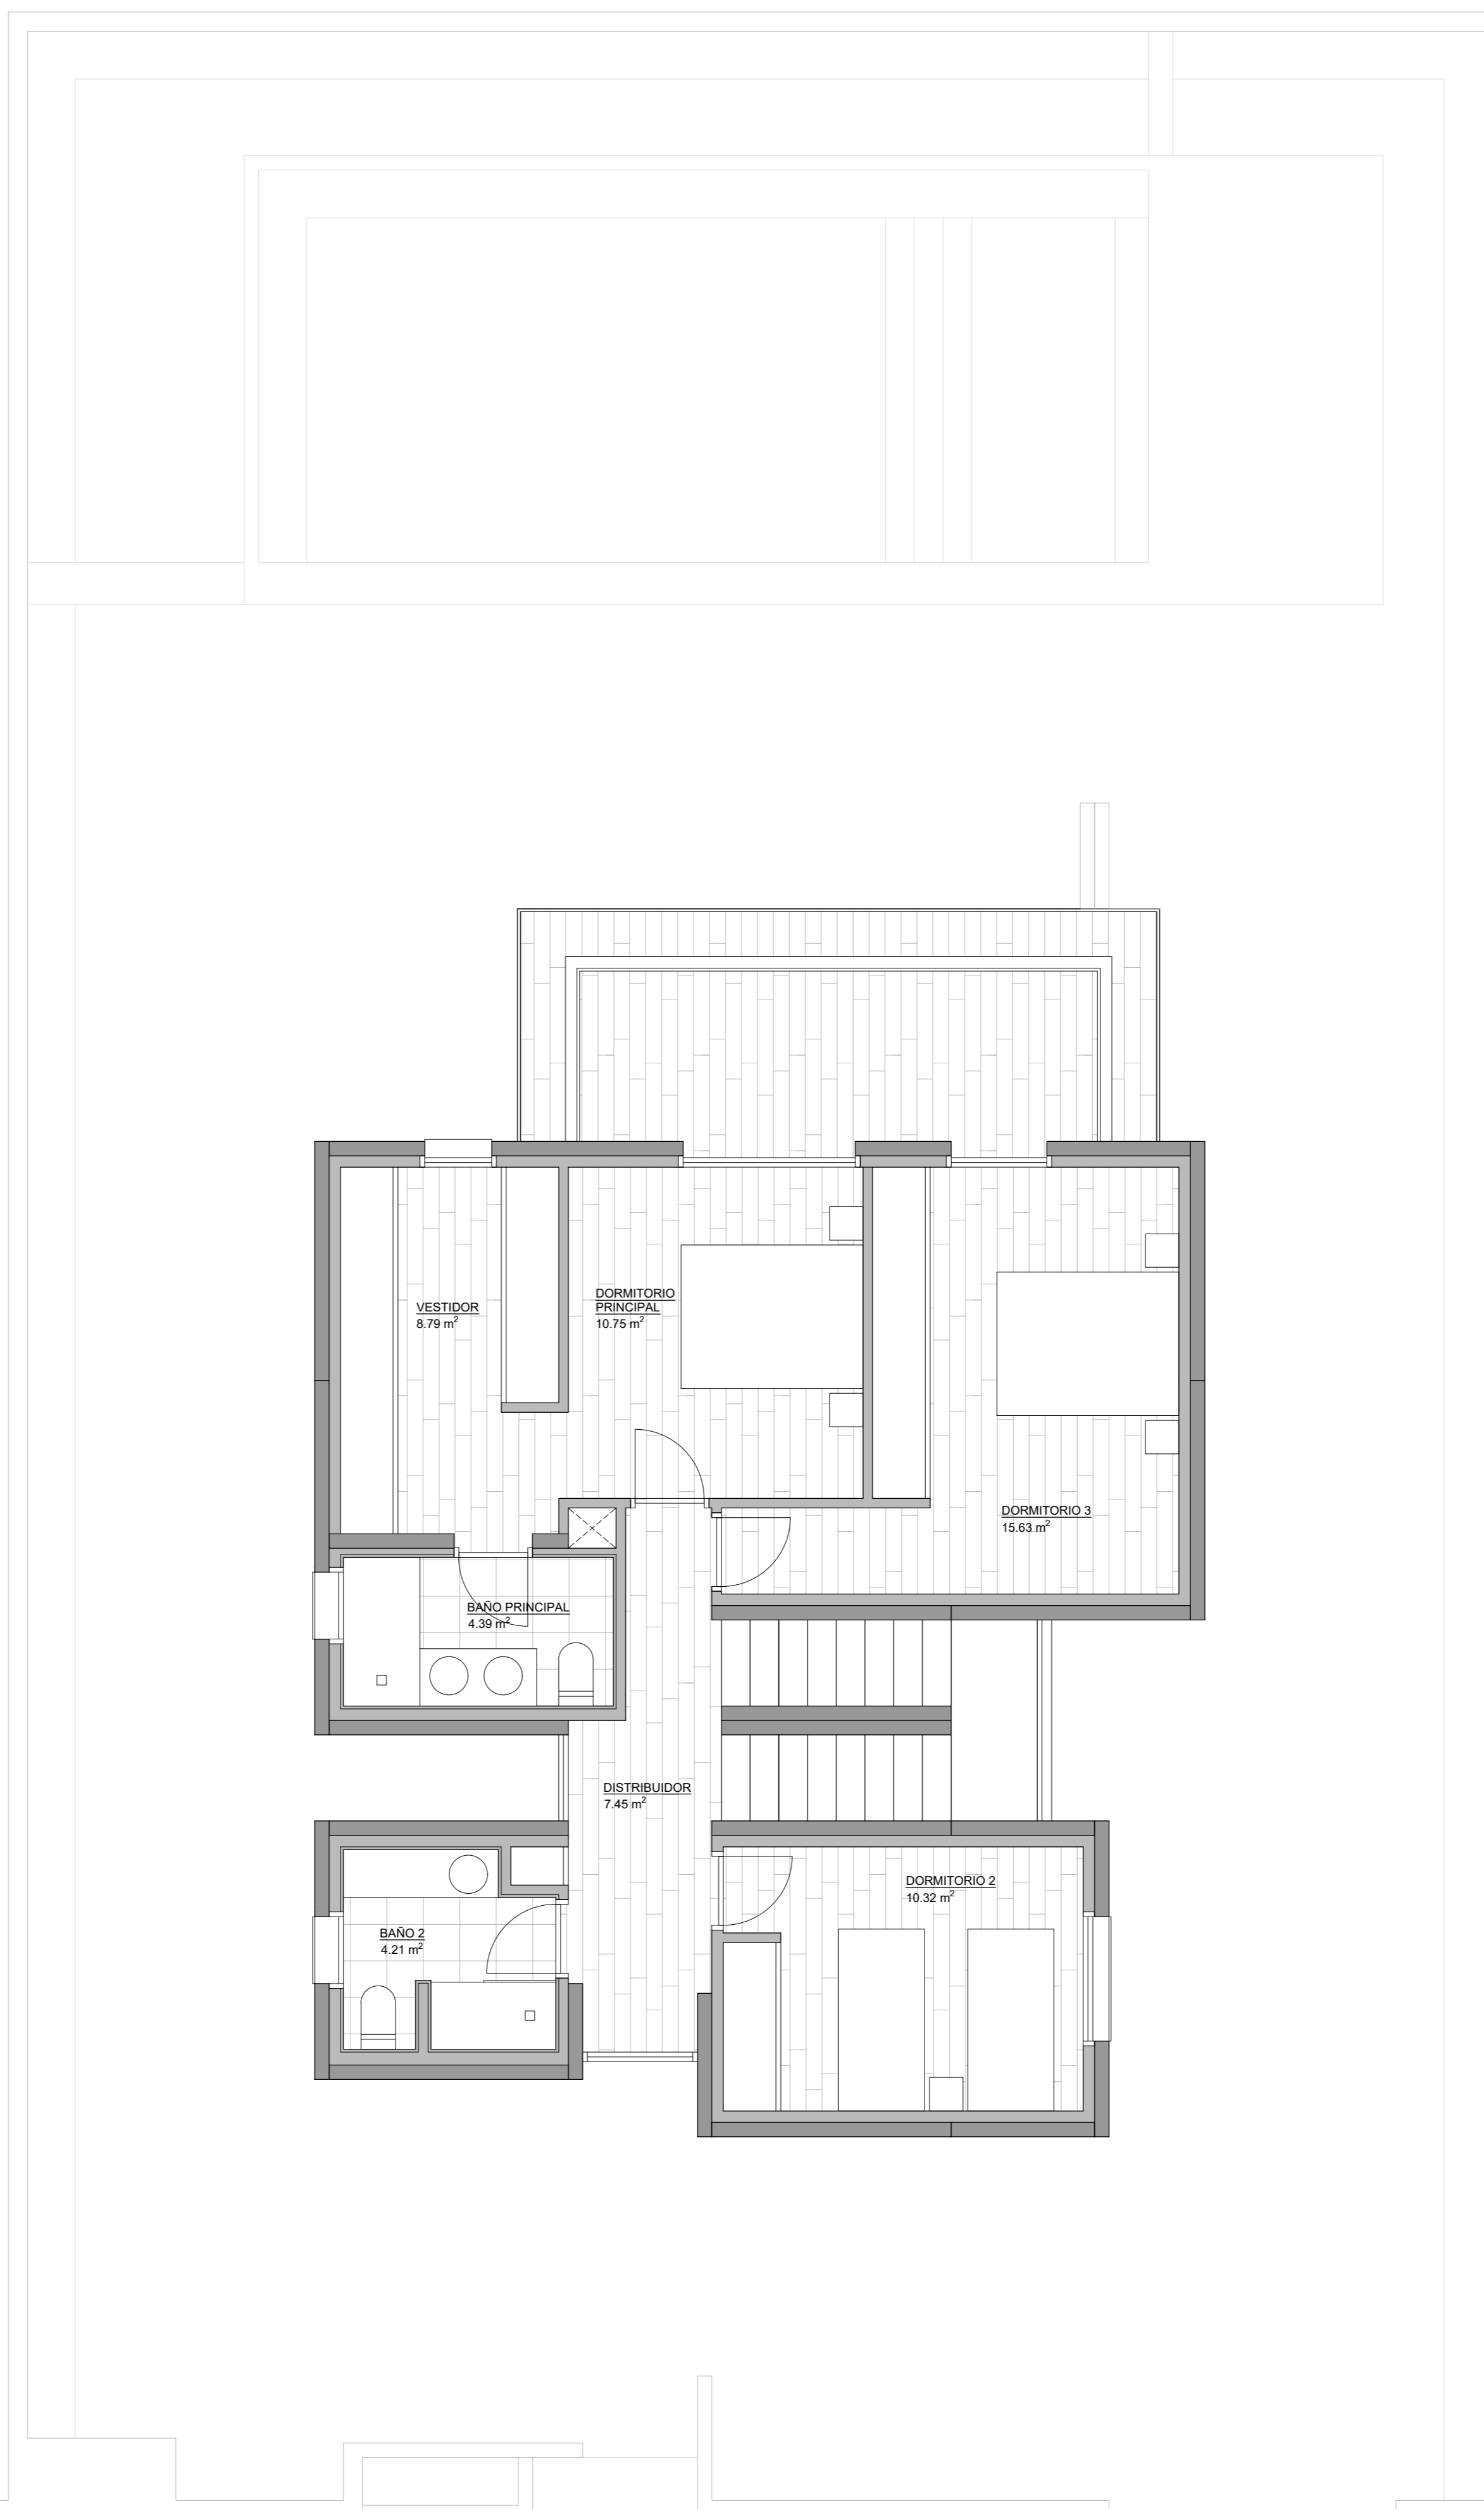 VESTIDOR
8.79 m²
DORMITORIO
PRINCIPAL
10.75 m²
DORMITORIO 3
15.63 m²
BAÑO PRINCIPAL
4.39 m²
DISTRIBUIDOR
7.45 m²
DORMITORIO 2
10.32 m²
BAÑO 2
4.21 m²